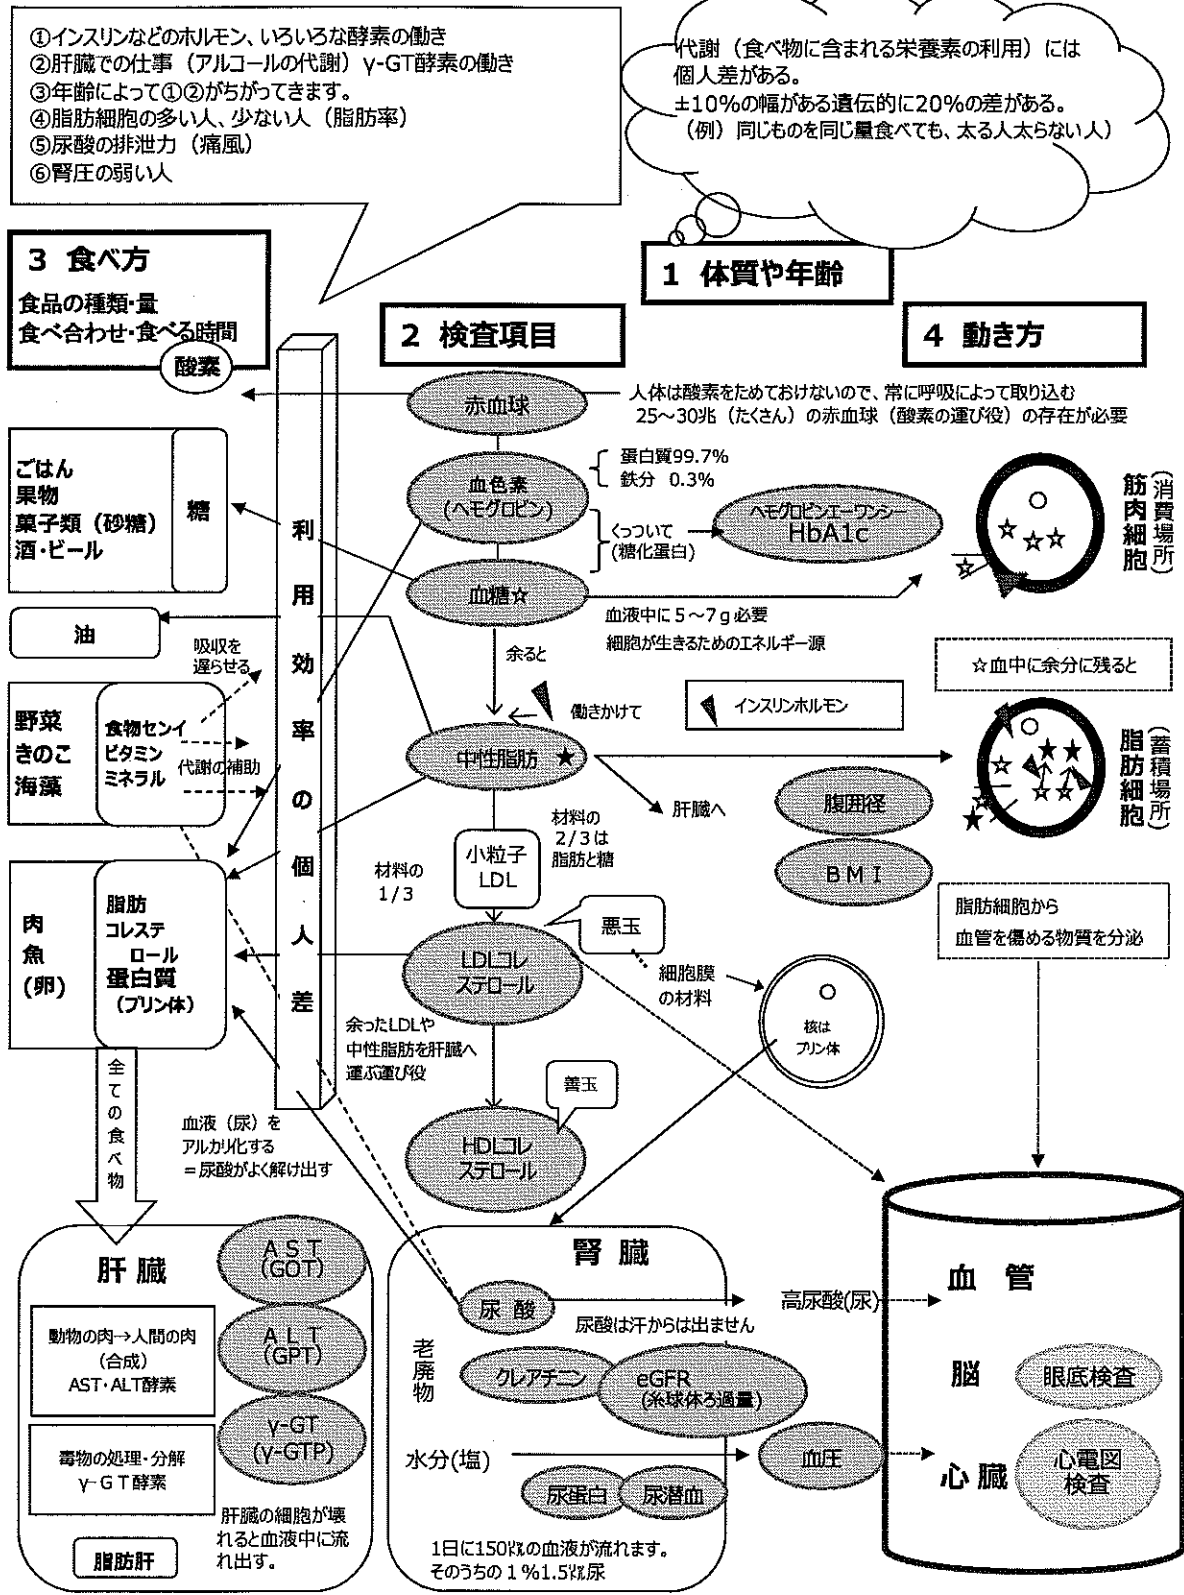 ①インスリンなどのホルモン、いろいろな酵素の働き
②肝臓での仕事（アルコールの代謝）γ-GT酵素の働き
③年齢によって①②がちがってきます。
④脂肪細胞の多い人、少ない人（脂肪率）
⑤尿酸の排泄力（痛風）
⑥腎圧の弱い人
代謝（食べ物に含まれる栄養素の利用）には
個人差がある。
±10%の幅がある遺伝的に20%の差がある。
（例）同じものを同じ量食べても、太る人太らない人）
3 食べ方
食品の種類・量
食べ合わせ・食べる時間
酸素
1 体質や年齢
2 検査項目
4 動き方
利用効率の個人差
赤血球
人体は酸素をためておけないので、常に呼吸によって取り込む
25～30兆（たくさん）の赤血球（酸素の運び役）の存在が必要
ごはん
果物
菓子類（砂糖）
酒・ビール
糖
血色素
(ヘモグロビン)
蛋白質99.7%
鉄分 0.3%
くっついて
(糖化蛋白)
ヘモグロビンエーワンシー
HbA1c
筋肉細胞
(消費場所)
血糖☆
血液中に5～7g必要
細胞が生きるためのエネルギー源
油
吸収を
遅らせる
余ると
☆血中に余分に残ると
野菜
きのこ
海藻
食物センイ
ビタミン
ミネラル
代謝の補助
働きかけて
インスリンホルモン
中性脂肪 ★
肝臓へ
腹囲径
BMI
脂肪細胞
(蓄積場所)
材料の
2/3は
脂肪と糖
小粒子
LDL
材料の
1/3
肉
魚
(卵)
脂肪
コレステ
ロール
蛋白質
(プリン体)
悪玉
LDLコレ
ステロール
細胞膜
の材料
核は
プリン体
脂肪細胞から
血管を傷める物質を分泌
余ったLDLや
中性脂肪を肝臓へ
運ぶ運び役
善玉
HDLコレ
ステロール
全ての食べ物
血液（尿）を
アルカリ化する
＝尿酸がよく解け出す
肝臓
AST
(GOT)
動物の肉→人間の肉
(合成)
AST・ALT酵素
ALT
(GPT)
毒物の処理・分解
γ-GT酵素
γ-GT
(γ-GTP)
肝臓の細胞が壊
れると血液中に流
れ出す。
脂肪肝
腎臓
尿酸
高尿酸(尿)
尿酸は汗からは出ません
老廃物
クレアチニン
eGFR
(糸球体ろ過量)
水分(塩)
血圧
尿蛋白
尿潜血
1日に150㍑の血液が流れます。
そのうちの1%1.5㍑尿
血管
脳
眼底検査
心臓
心電図
検査